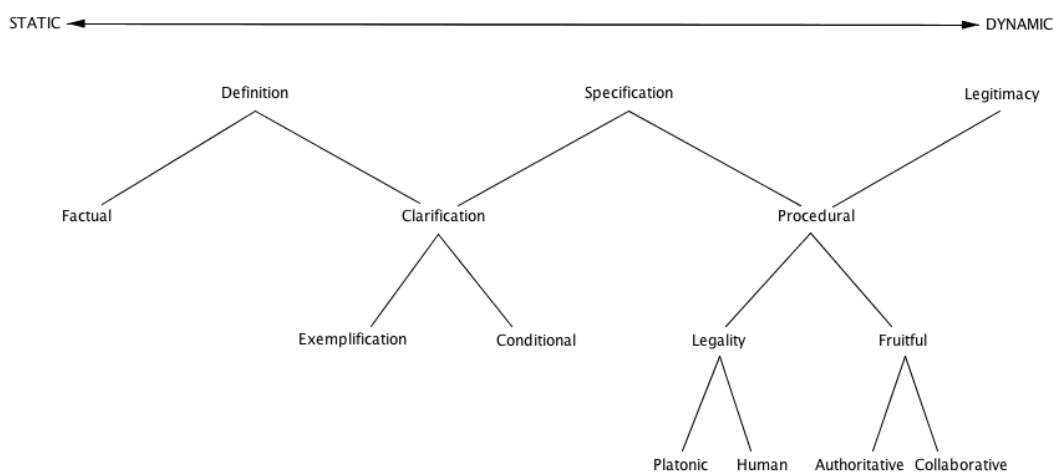 STATIC DYNAMIC
Definition Specification Legitimacy
Factual Clarification Procedural
Exemplification Conditional Legality Fruitful
Platonic Human Authoritative Collaborative